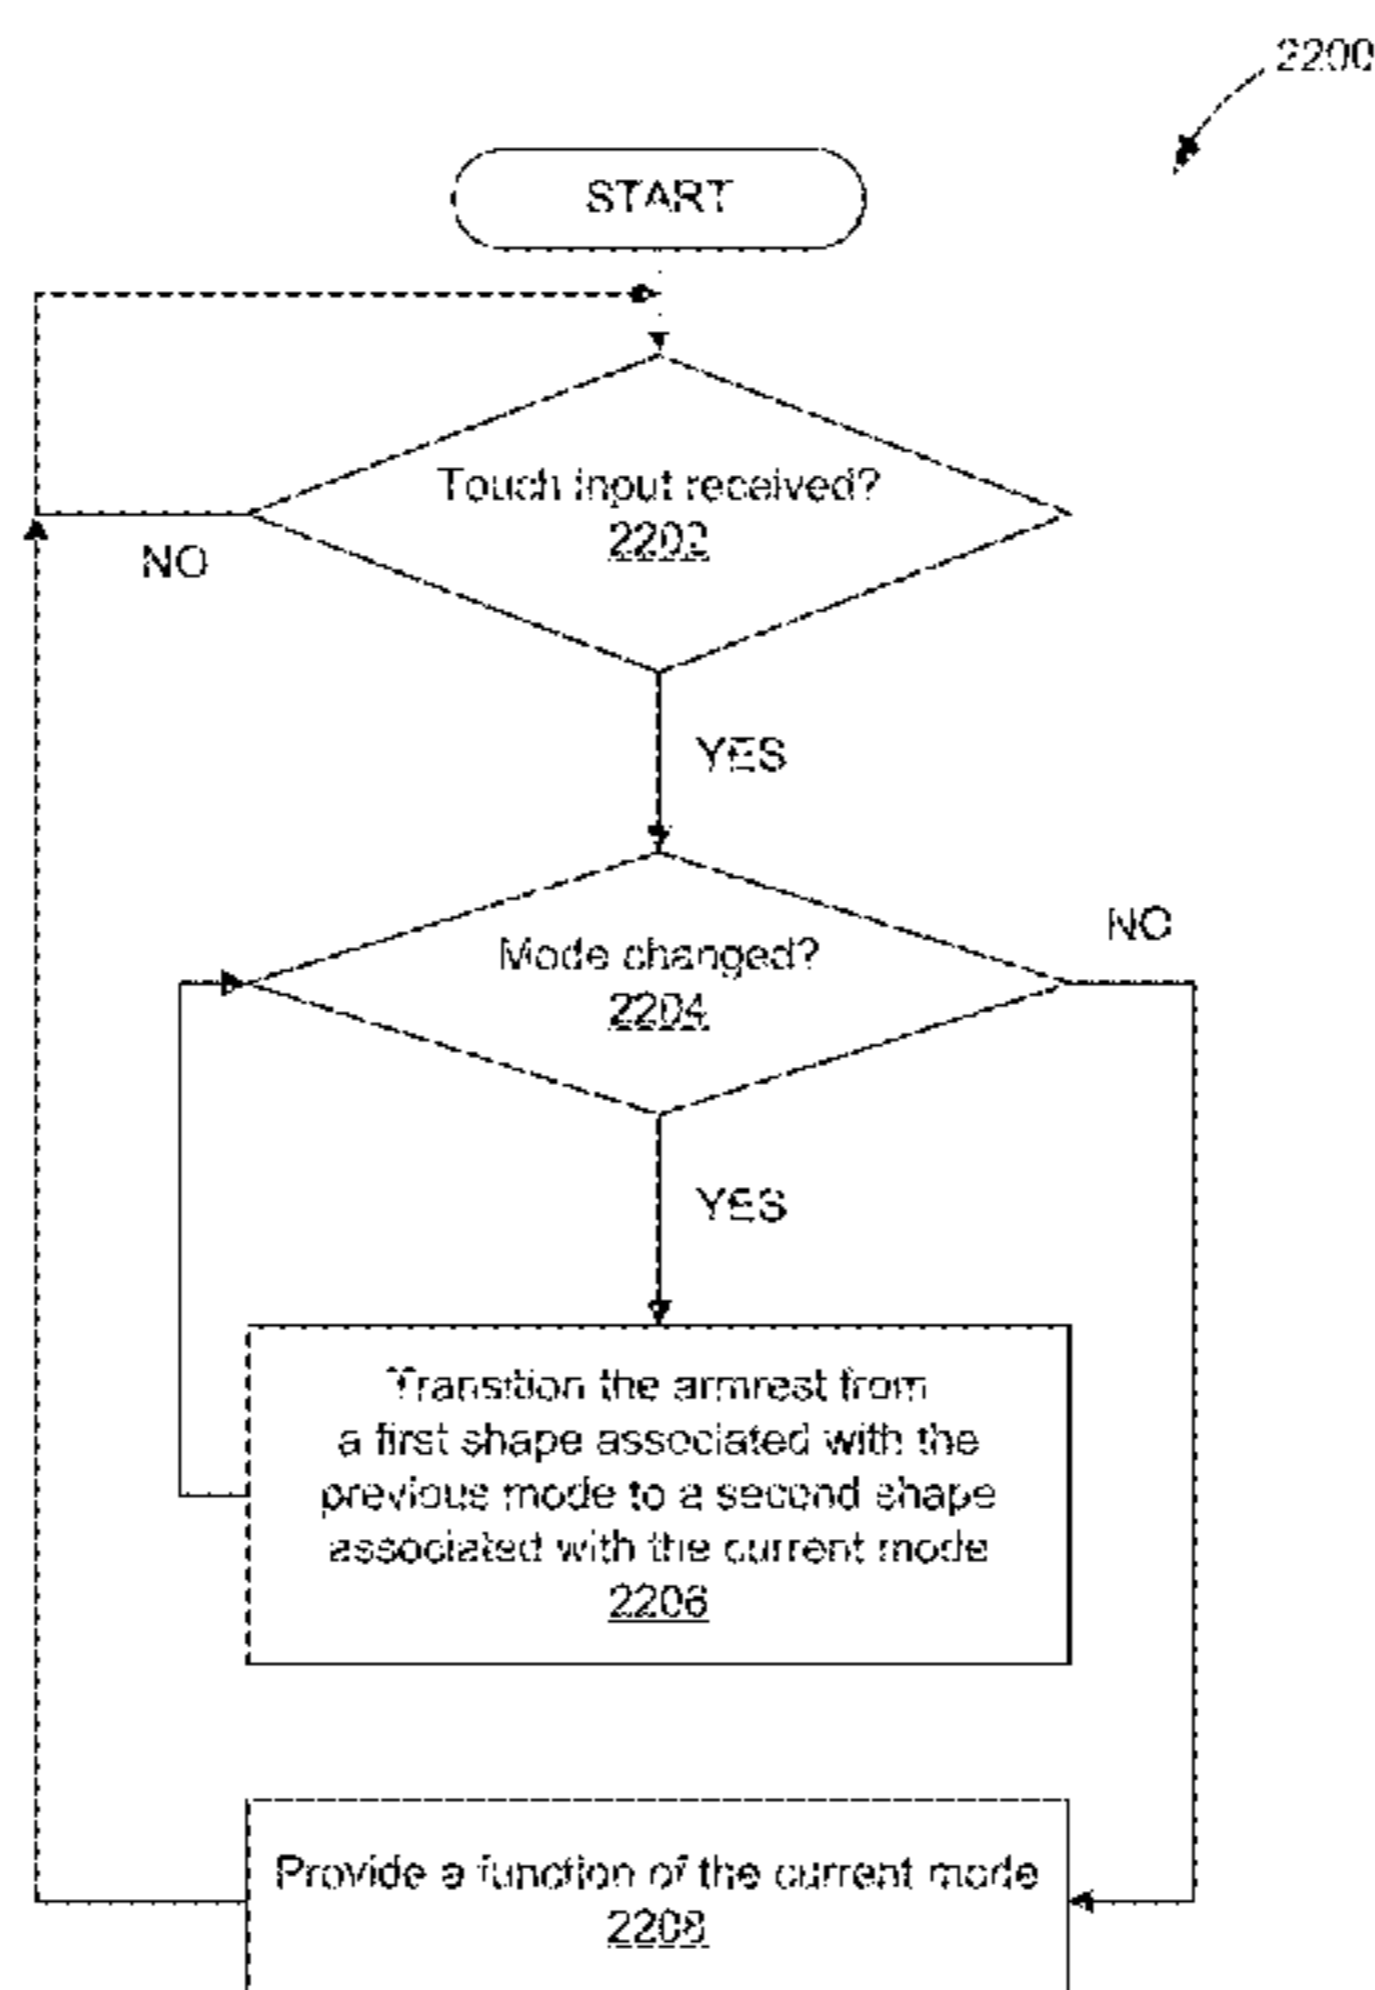 2200
START
Touch input received?
2202
NO
YES
Mode changed?
2204
NO
YES
Transition the armrest from
a first shape associated with the
previous mode to a second shape
associated with the current mode
2206
Provide a function of the current mode
2208